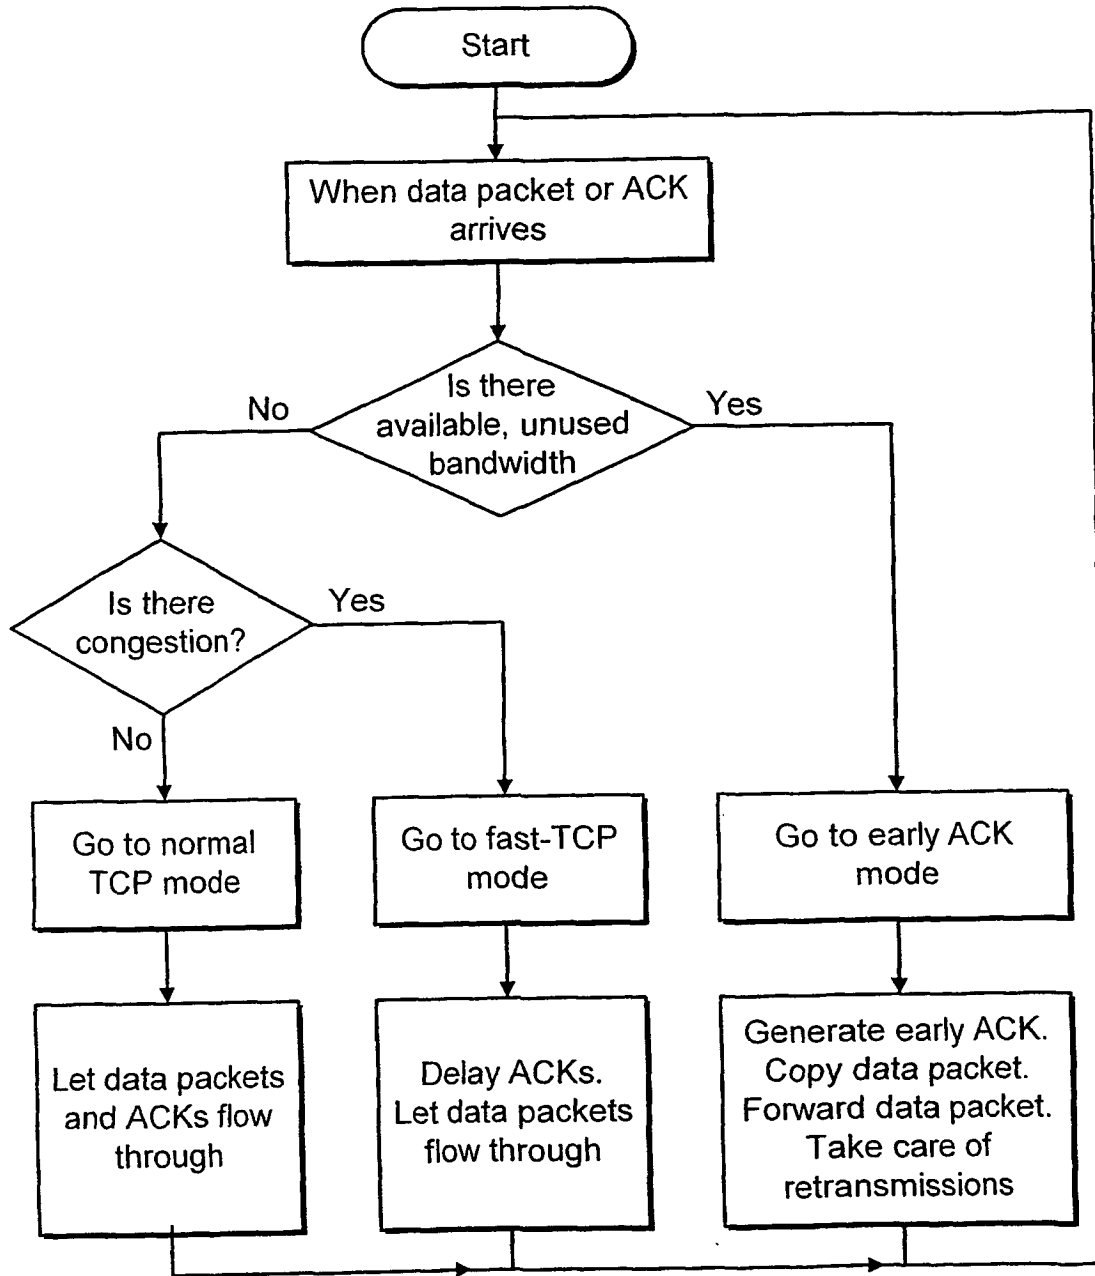 Start
When data packet or ACK
arrives
Is there
available, unused
bandwidth
No
Yes
Is there
congestion?
Yes
No
Go to normal
TCP mode
Go to fast-TCP
mode
Go to early ACK
mode
Let data packets
and ACKs flow
through
Delay ACKs.
Let data packets
flow through
Generate early ACK.
Copy data packet.
Forward data packet.
Take care of
retransmissions